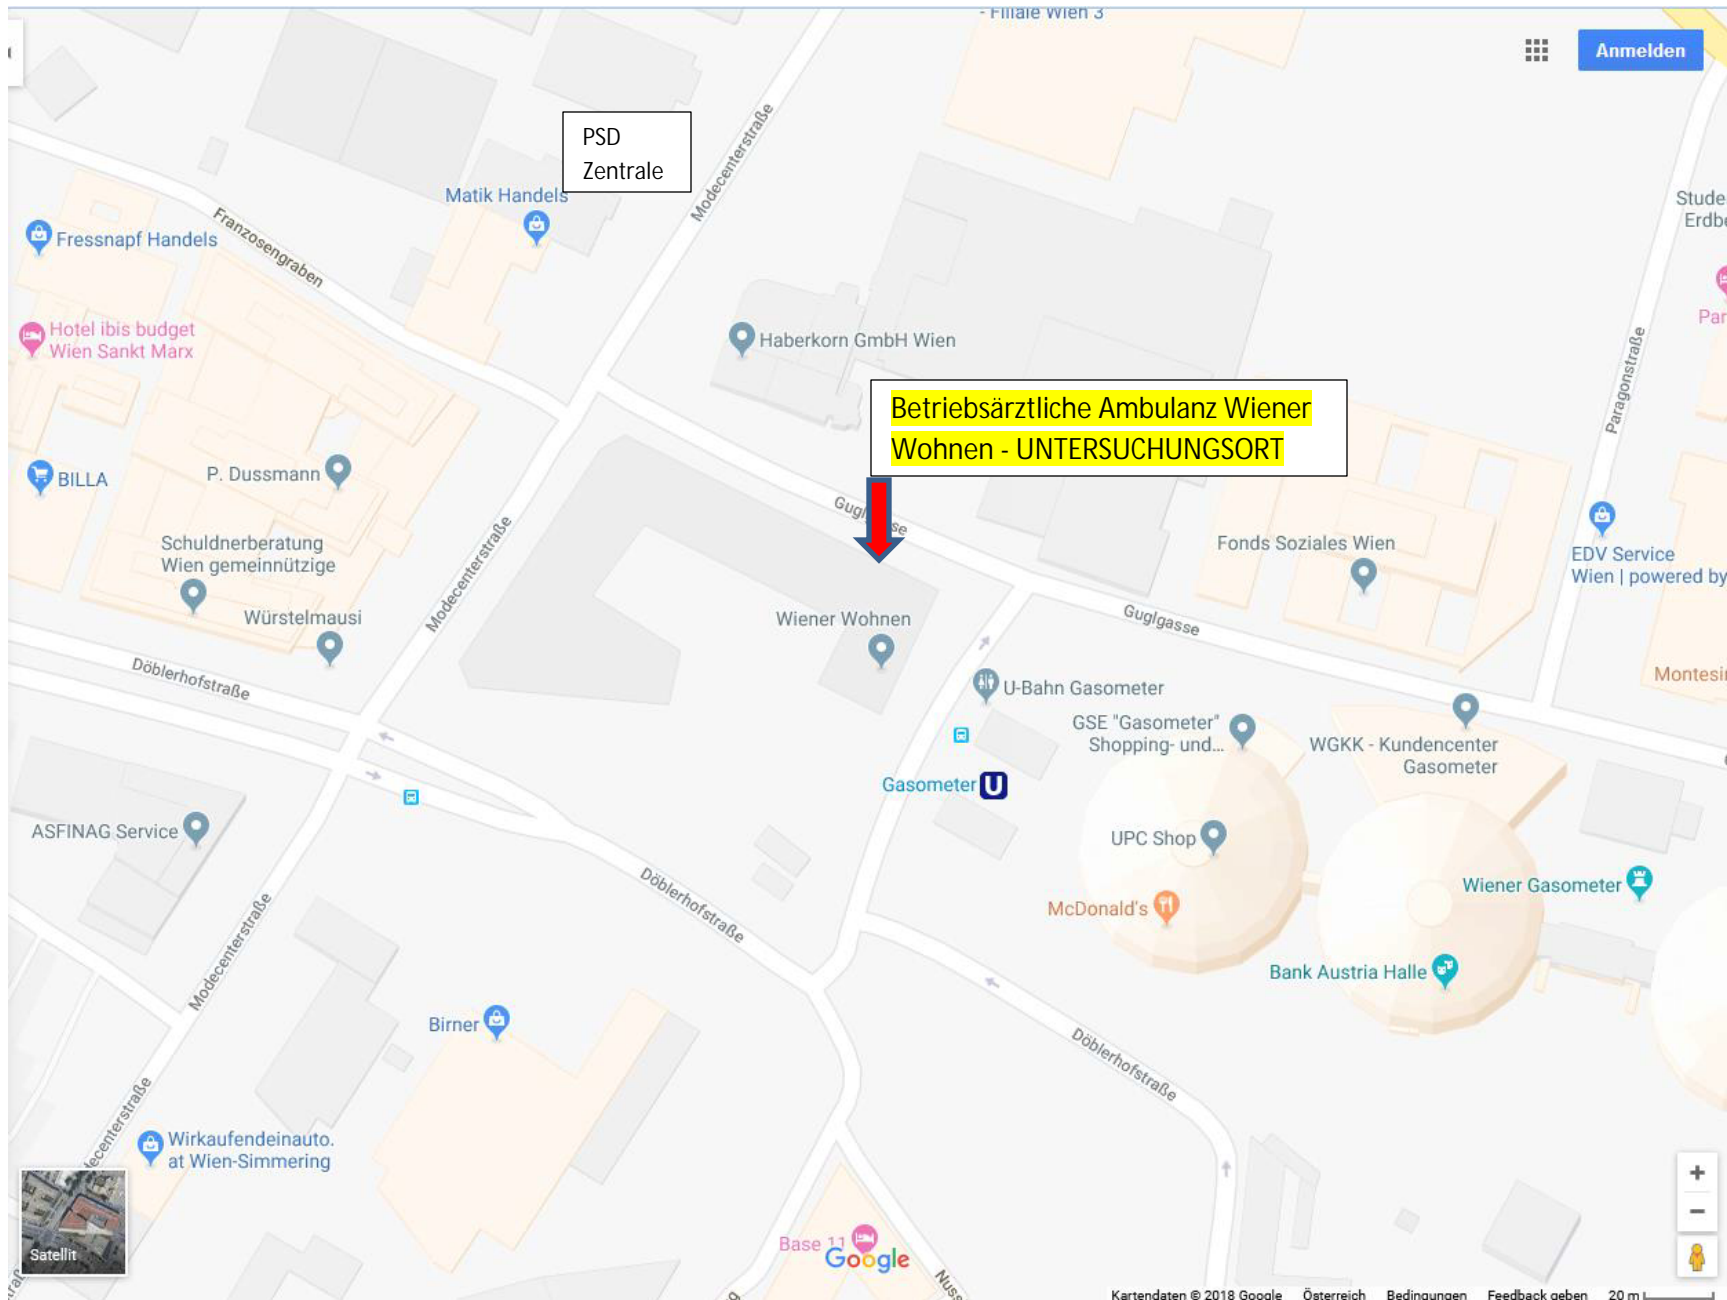 - Filiale Wien 3
Anmelden
PSD
Zentrale
Modecenterstraße
Matik Handels
Franzosengraben
Fressnapf Handels
Hotel ibis budget
Wien Sankt Marx
Haberkorn GmbH Wien
Paragonstraße
Betriebsärztliche Ambulanz Wiener
Wohnen - UNTERSUCHUNGSORT
BILLA
P. Dussmann
Modecenterstraße
Schuldnerberatung
Wien gemeinnützige
Würstelmausi
Fonds Soziales Wien
EDV Service
Wien | powered by
Wiener Wohnen
Guglgasse
Döblerhofstraße
U-Bahn Gasometer
GSE "Gasometer"
Shopping- und...
WGKK - Kundencenter
Gasometer
Gasometer U
ASFINAG Service
UPC Shop
Wiener Gasometer
McDonald's
Döblerhofstraße
Modecenterstraße
Bank Austria Halle
Birner
Döblerhofstraße
Wirkaufendeinauto.
at Wien-Simmering
Satellit
Base 11
Google
Kartendaten © 2018 Google Österreich Bedingungen Feedback geben 20 m